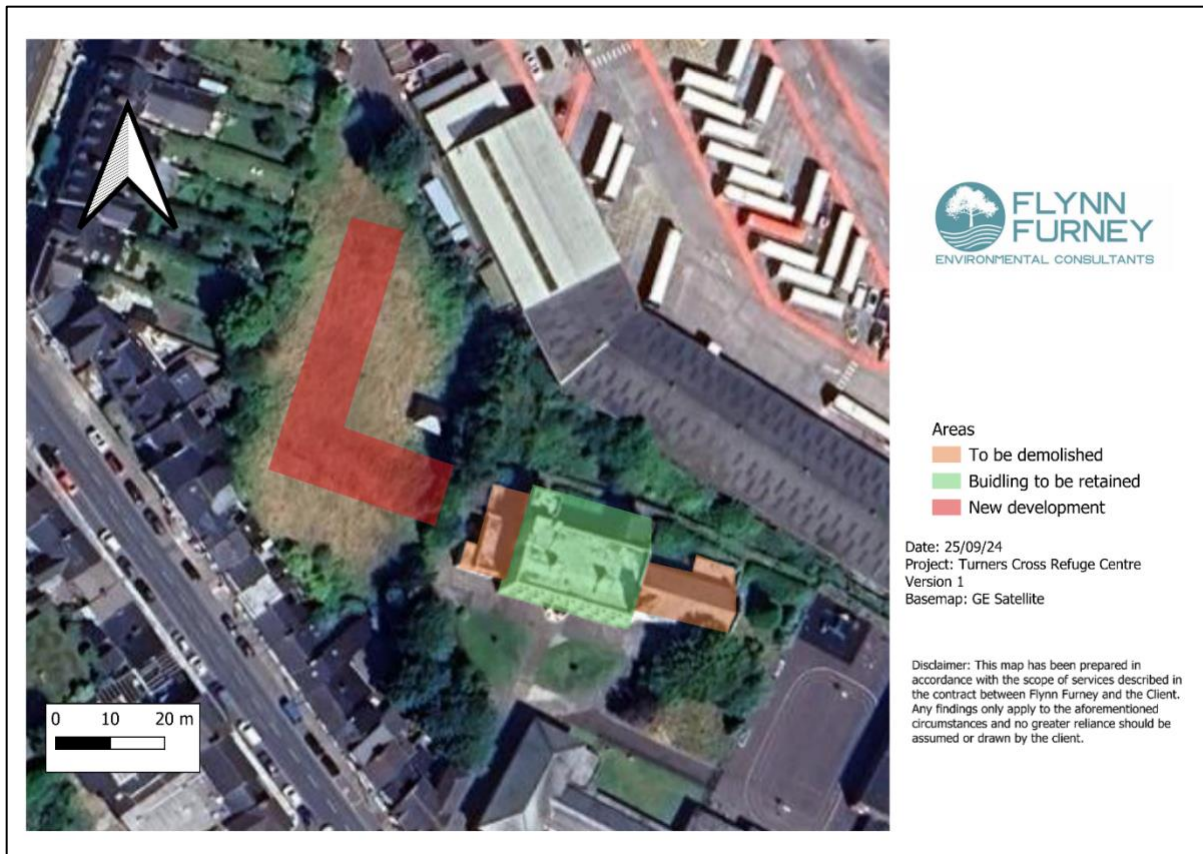 FLYNN
FURNEY
ENVIRONMENTAL CONSULTANTS
Areas
To be demolished
Buidling to be retained
New development
Date: 25/09/24
Project: Turners Cross Refuge Centre
Version 1
Basemap: GE Satellite
Disclaimer: This map has been prepared in
accordance with the scope of services described in
the contract between Flynn Furney and the Client.
Any findings only apply to the aforementioned
circumstances and no greater reliance should be
assumed or drawn by the client.
0 10 20 m